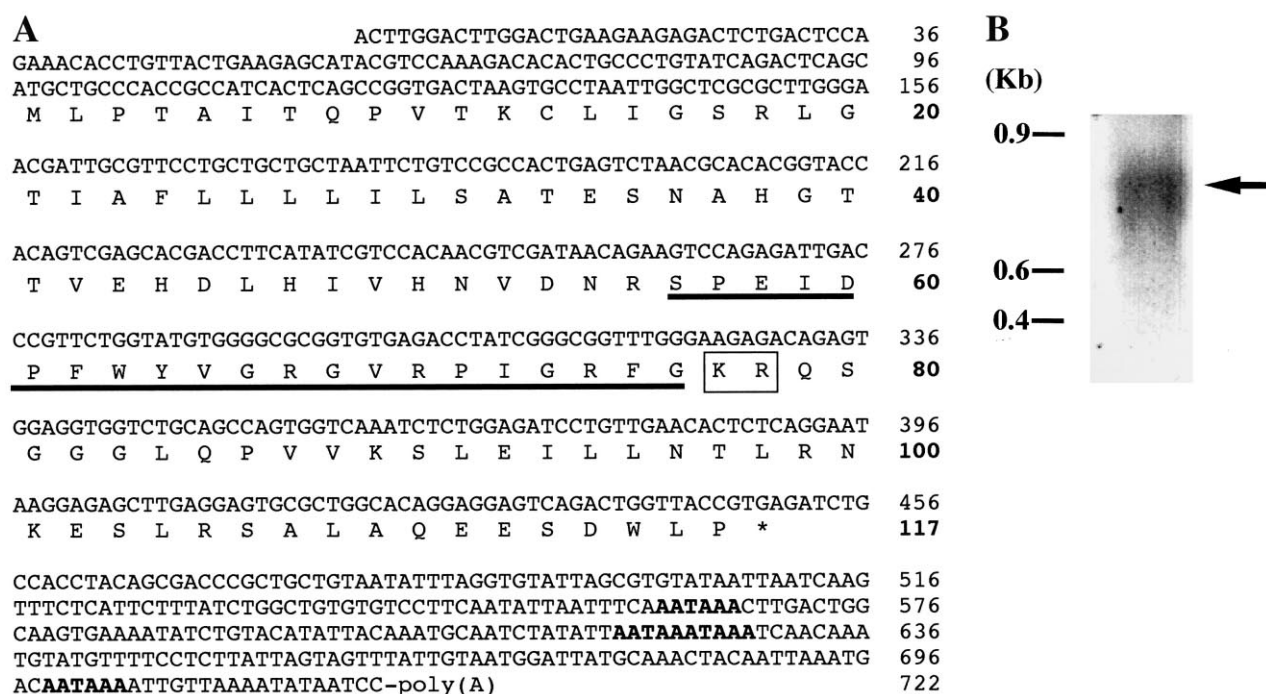 A
ACTTGGACTTGGACTGAAGAAGAGACTCTGACTCCA 36
GAAACACCTGTTACTGAAGAGCATACGTCCAAAGACACACTGCCCTGTATCAGACTCAGC 96
ATGCTGCCCACCGCCATCACTCAGCCGGTGACTAAGTGCCTAATTGGCTCGCGCTTGGGA 156
M L P T A I T Q P V T K C L I G S R L G 20
ACGATTGCGTTCCTGCTGCTGCTAATTCTGTCCGCCACTGAGTCTAACGCACACGGTACC 216
T I A F L L L L I L S A T E S N A H G T 40
ACAGTCGAGCACGACCTTCATATCGTCCACAACGTCGATAACAGAAGTCCAGAGATTGAC 276
T V E H D L H I V H N V D N R S P E I D 60
CCGTTCTGGTATGTGGGGCGCGGTGTGAGACCTATCGGGCGGTTTGGGAAGAGACAGAGT 336
P F W Y V G R G V R P I G R F G K R Q S 80
GGAGGTGGTCTGCAGCCAGTGGTCAAATCTCTGGAGATCCTGTTGAACACTCTCAGGAAT 396
G G G L Q P V V K S L E I L L N T L R N 100
AAGGAGAGCTTGAGGAGTGCGCTGGCACAGGAGGAGTCAGACTGGTTACCGTGAGATCTG 456
K E S L R S A L A Q E E S D W L P * 117
CCACCTACAGCGACCCGCTGCTGTAATATTTAGGTGTATTAGCGTGTATAATTAATCAAG 516
TTTCTCATTCTTTATCTGGCTGTGTGTCCTTCAATATTAATTTCAAATAAACTTGACTGG 576
CAAGTGAAAATATCTGTACATATTACAAATGCAATCTATATTAATAAATAAATCAACAAA 636
TGTATGTTTTCCTCTTATTAGTAGTTTATTGTAATGGATTATGCAAACTACAATTAAATG 696
ACAATAAAATTGTTAAAATATAATCC-poly(A) 722
B
(Kb)
0.9
0.6
0.4